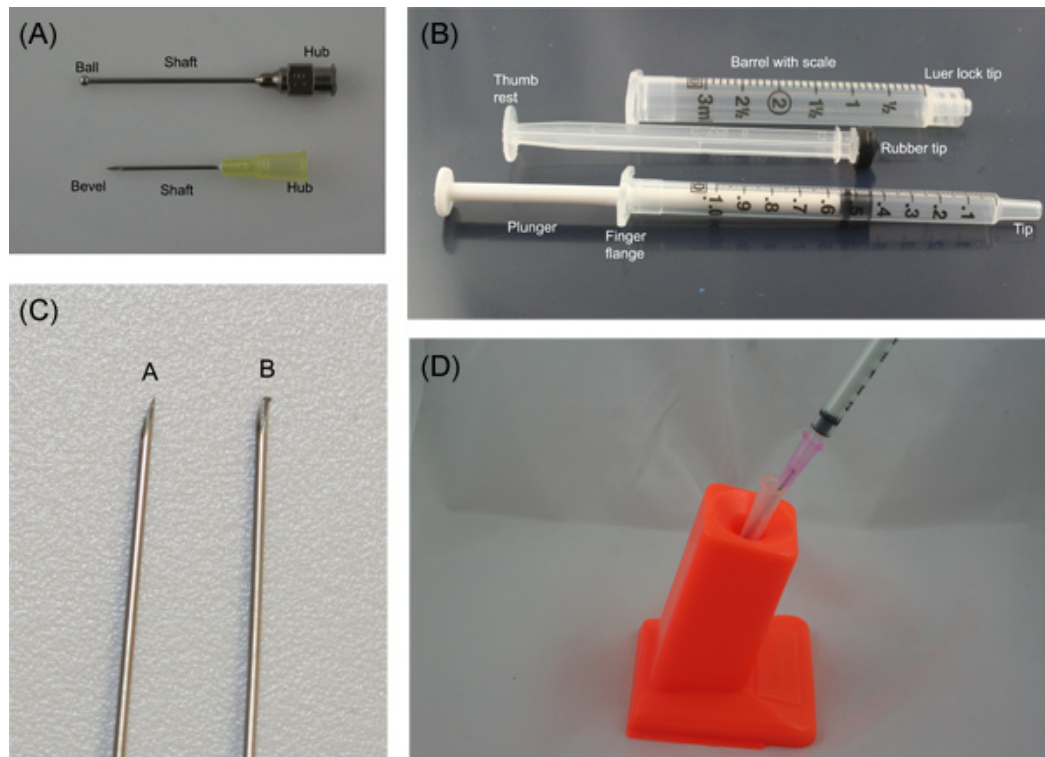 (A)
Hub
Shaft
Ball
Bevel
Shaft
Hub
(B)
Barrel with scale
Luer lock tip
Thumb
rest
3m 2½ 2 1½ 1 ½
Rubber tip
1.0 .9 .8 .7 .6 .5 .4 .3 .2 .1
Plunger
Finger
flange
Tip
(C)
A
B
(D)